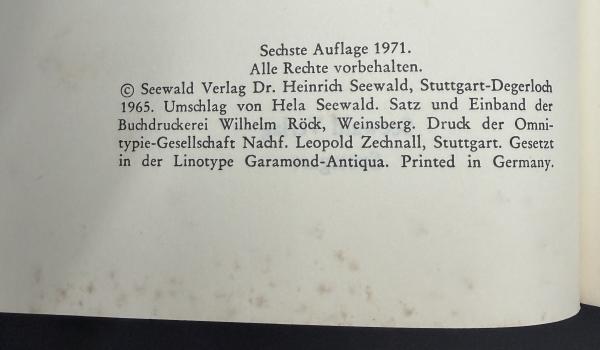 Sechste Auflage 1971.
Alle Rechte vorbehalten.
© Seewald Verlag Dr. Heinrich Seewald, Stuttgart-Degerloch
1965. Umschlag von Hela Seewald. Satz und Einband der
Buchdruckerei Wilhelm Röck, Weinsberg. Druck der Omni-
typie-Gesellschaft Nachf. Leopold Zechnall, Stuttgart. Gesetzt
in der Linotype Garamond-Antiqua. Printed in Germany.